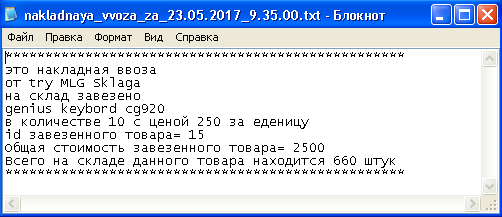 nakladnaya_vvoza_za_23.05.2017_9.35.00.txt - Блокнот
Файл Правка Формат Вид Справка
****************************************
это накладная ввоза
от try MLG Sklaga
на склад завезено
genius keybord cg920
в количестве 10 с ценой 250 за еденицу
id завезенного товара= 15
Общая стоимость завезенного товара= 2500
Всего на складе данного товара находится 660 штук
****************************************